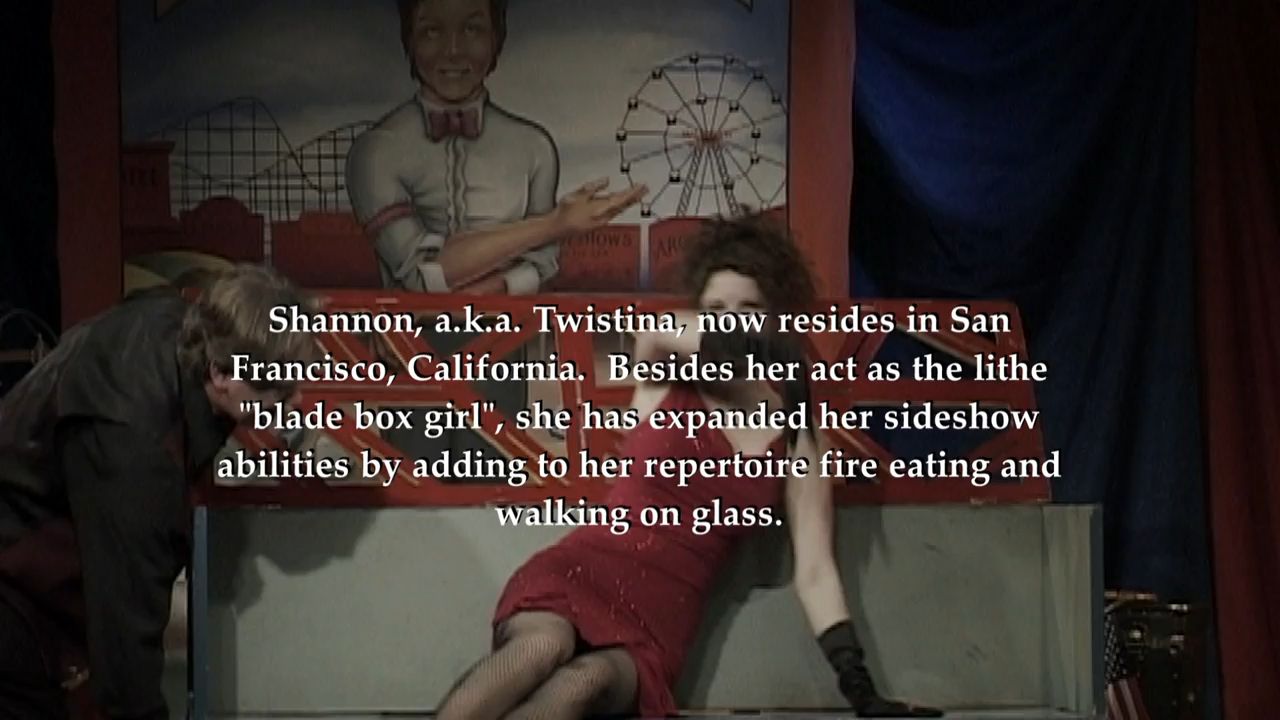 SHOWS
Shannon, a.k.a. Twistina, now resides in San
Francisco, California.  Besides her act as the lithe
"blade box girl", she has expanded her sideshow
abilities by adding to her repertoire fire eating and
walking on glass.